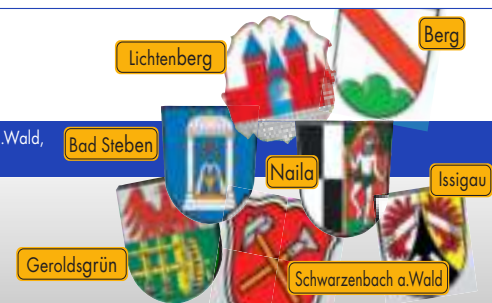 Berg
Lichtenberg
.Wald,
Bad Steben
Naila
Issigau
Geroldsgrün
Schwarzenbach a.Wald